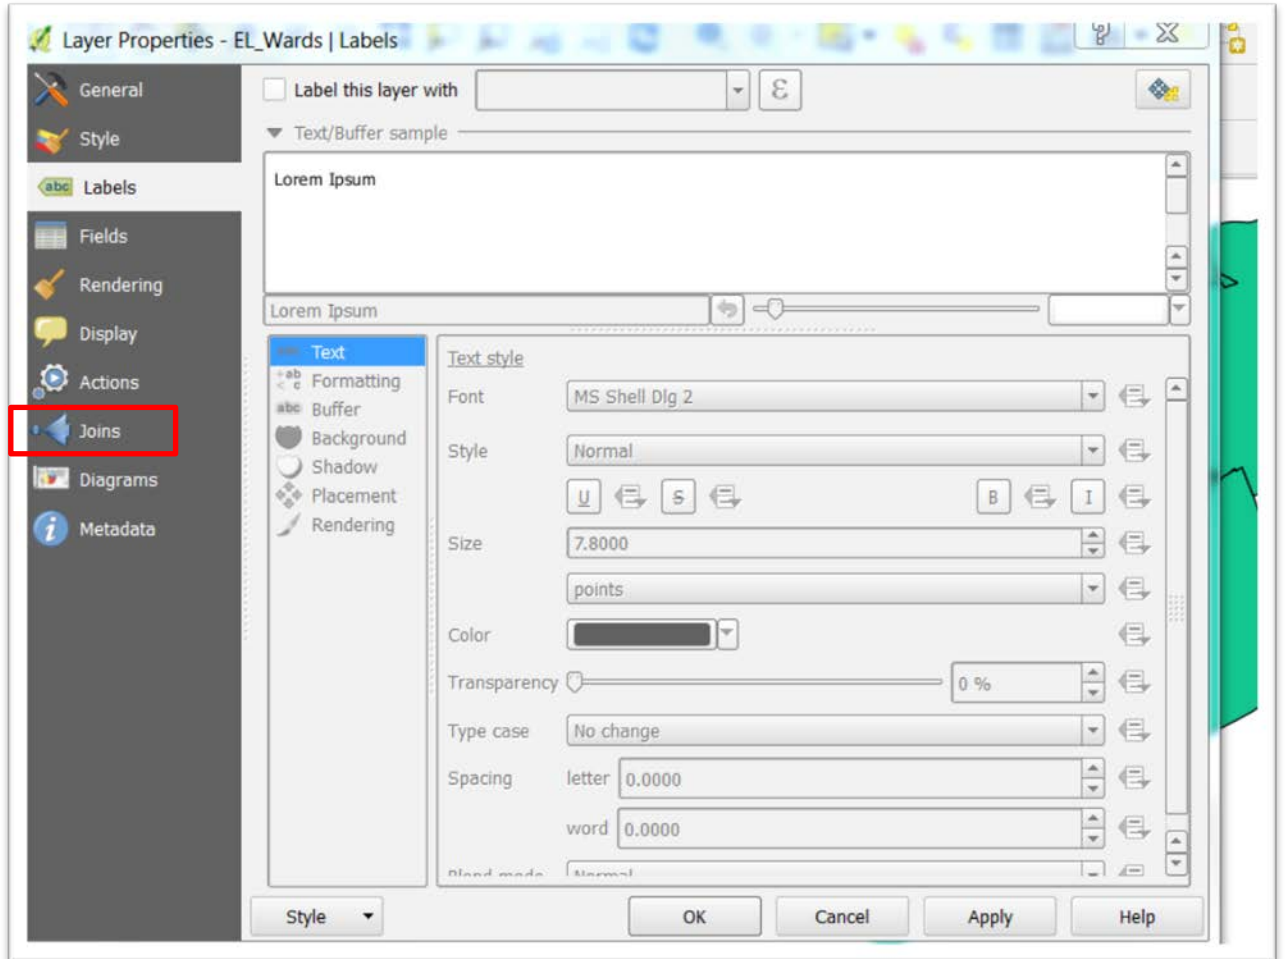 Layer Properties - EL_Wards | Labels
General
Style
Labels
Fields
Rendering
Display
Actions
Joins
Diagrams
Metadata
Label this layer with
ε
Text/Buffer sample
Lorem Ipsum
Lorem Ipsum
Text
Formatting
Buffer
Background
Shadow
Placement
Rendering
Text style
Font MS Shell Dlg 2
Style Normal
U S B I
Size 7.8000
points
Color
Transparency 0 %
Type case No change
Spacing letter 0.0000
word 0.0000
Blend mode Normal
Style OK Cancel Apply Help